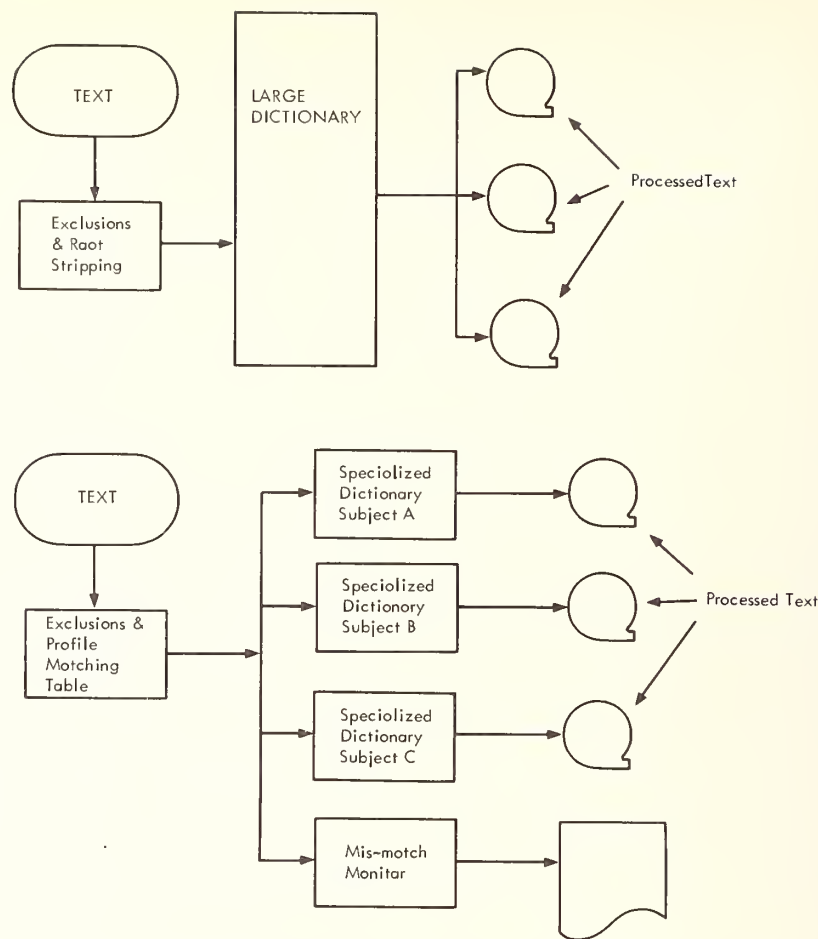 TEXT
LARGE
DICTIONARY
Exclusions
& Raot
Stripping
ProcessedText
TEXT
Exclusions &
Profile
Motching
Table
Speciolized
Dictionary
Subject A
Speciolized
Dictionory
Subject B
Speciolized
Dictionary
Subject C
Mis-motch
Monitar
Processed Text